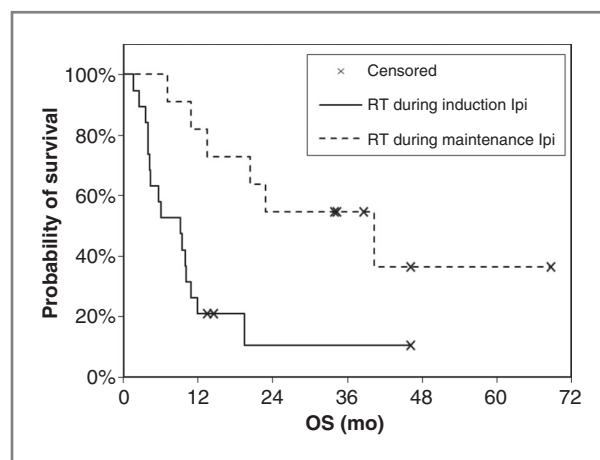 Probability of survival
100%
80%
60%
40%
20%
0%
Censored
RT during induction Ipi
RT during maintenance Ipi
0 12 24 36 48 60 72
OS (mo)